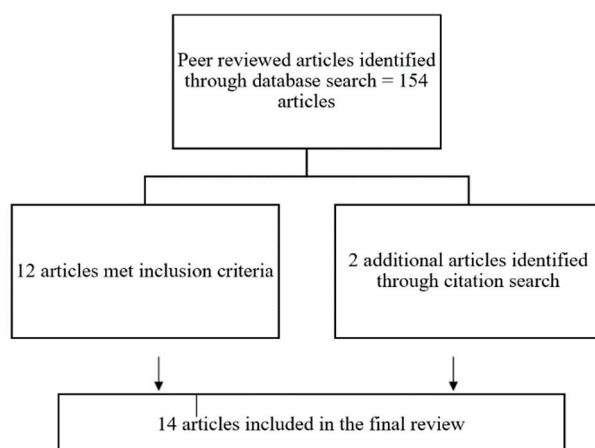 Peer reviewed articles identified
through database search = 154
articles
12 articles met inclusion criteria
2 additional articles identified
through citation search
14 articles included in the final review